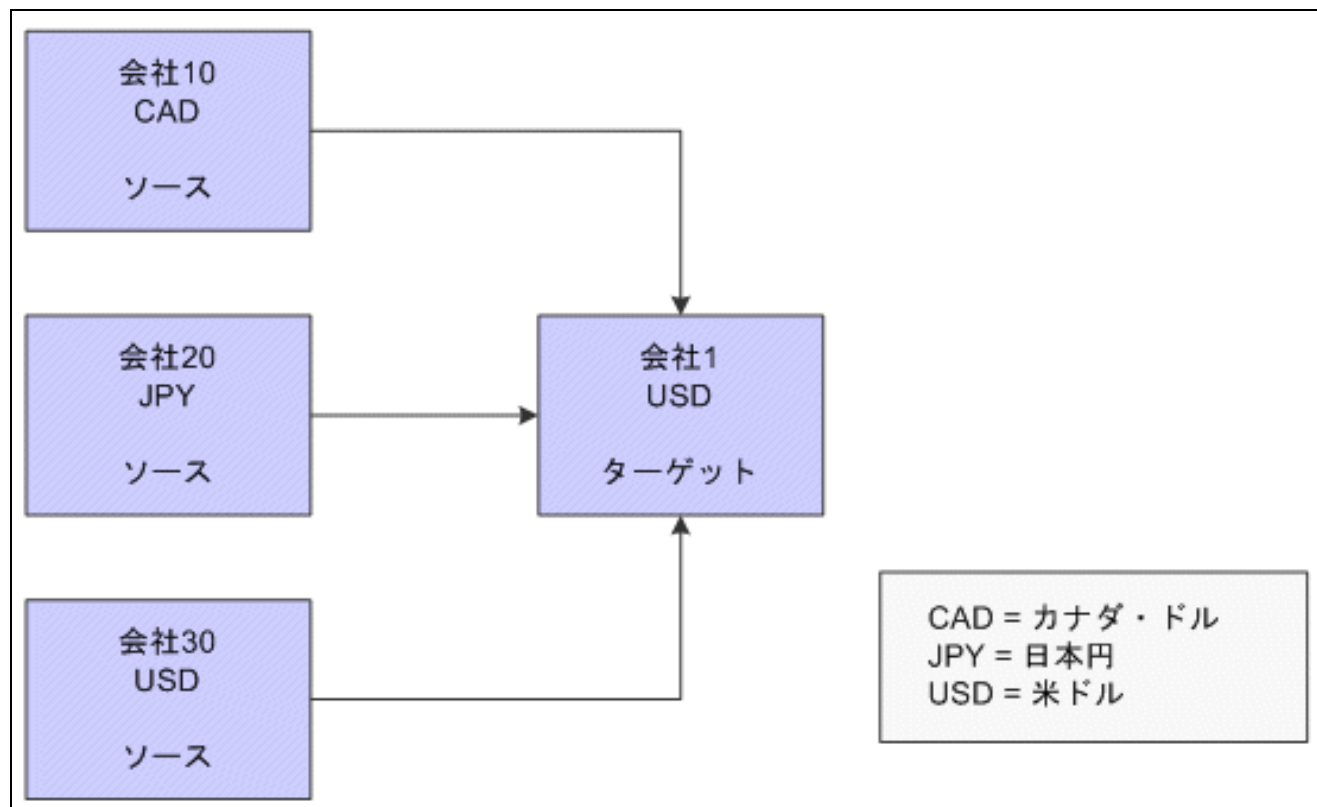 会社10
CAD
ソース
会社20
JPY
ソース
会社1
USD
ターゲット
会社30
USD
ソース
CAD = カナダ・ドル
JPY = 日本円
USD = 米ドル